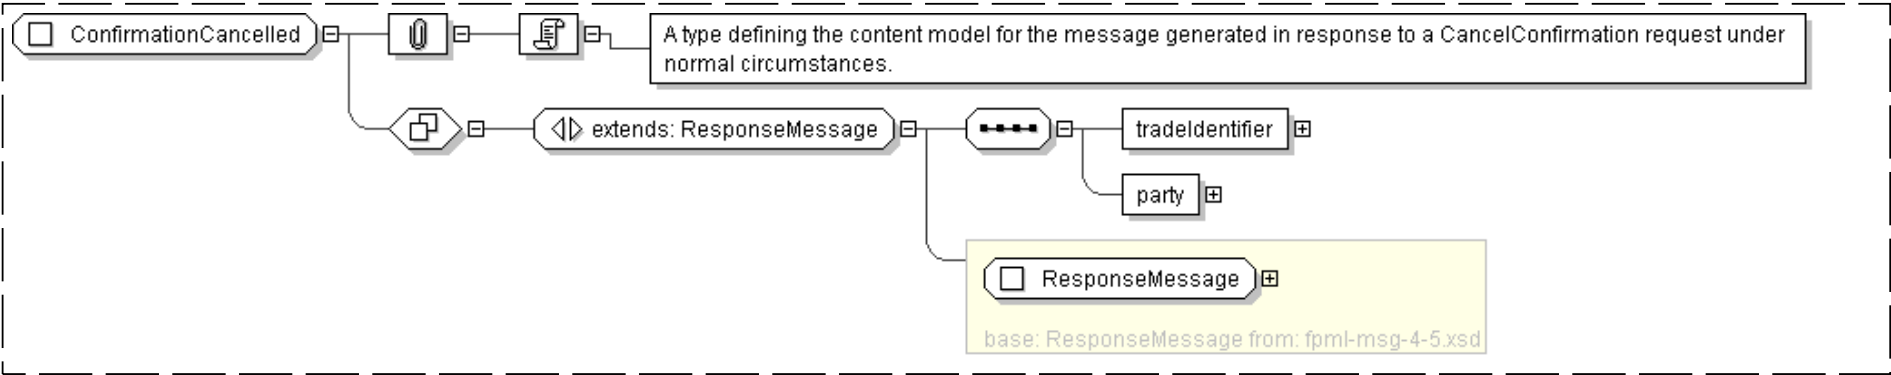 ConfirmationCancelled
A type defining the content model for the message generated in response to a CancelConfirmation request under
normal circumstances.
extends: ResponseMessage
tradeIdentifier
party
ResponseMessage
base: ResponseMessage from: fpml-msg-4-5.xsd